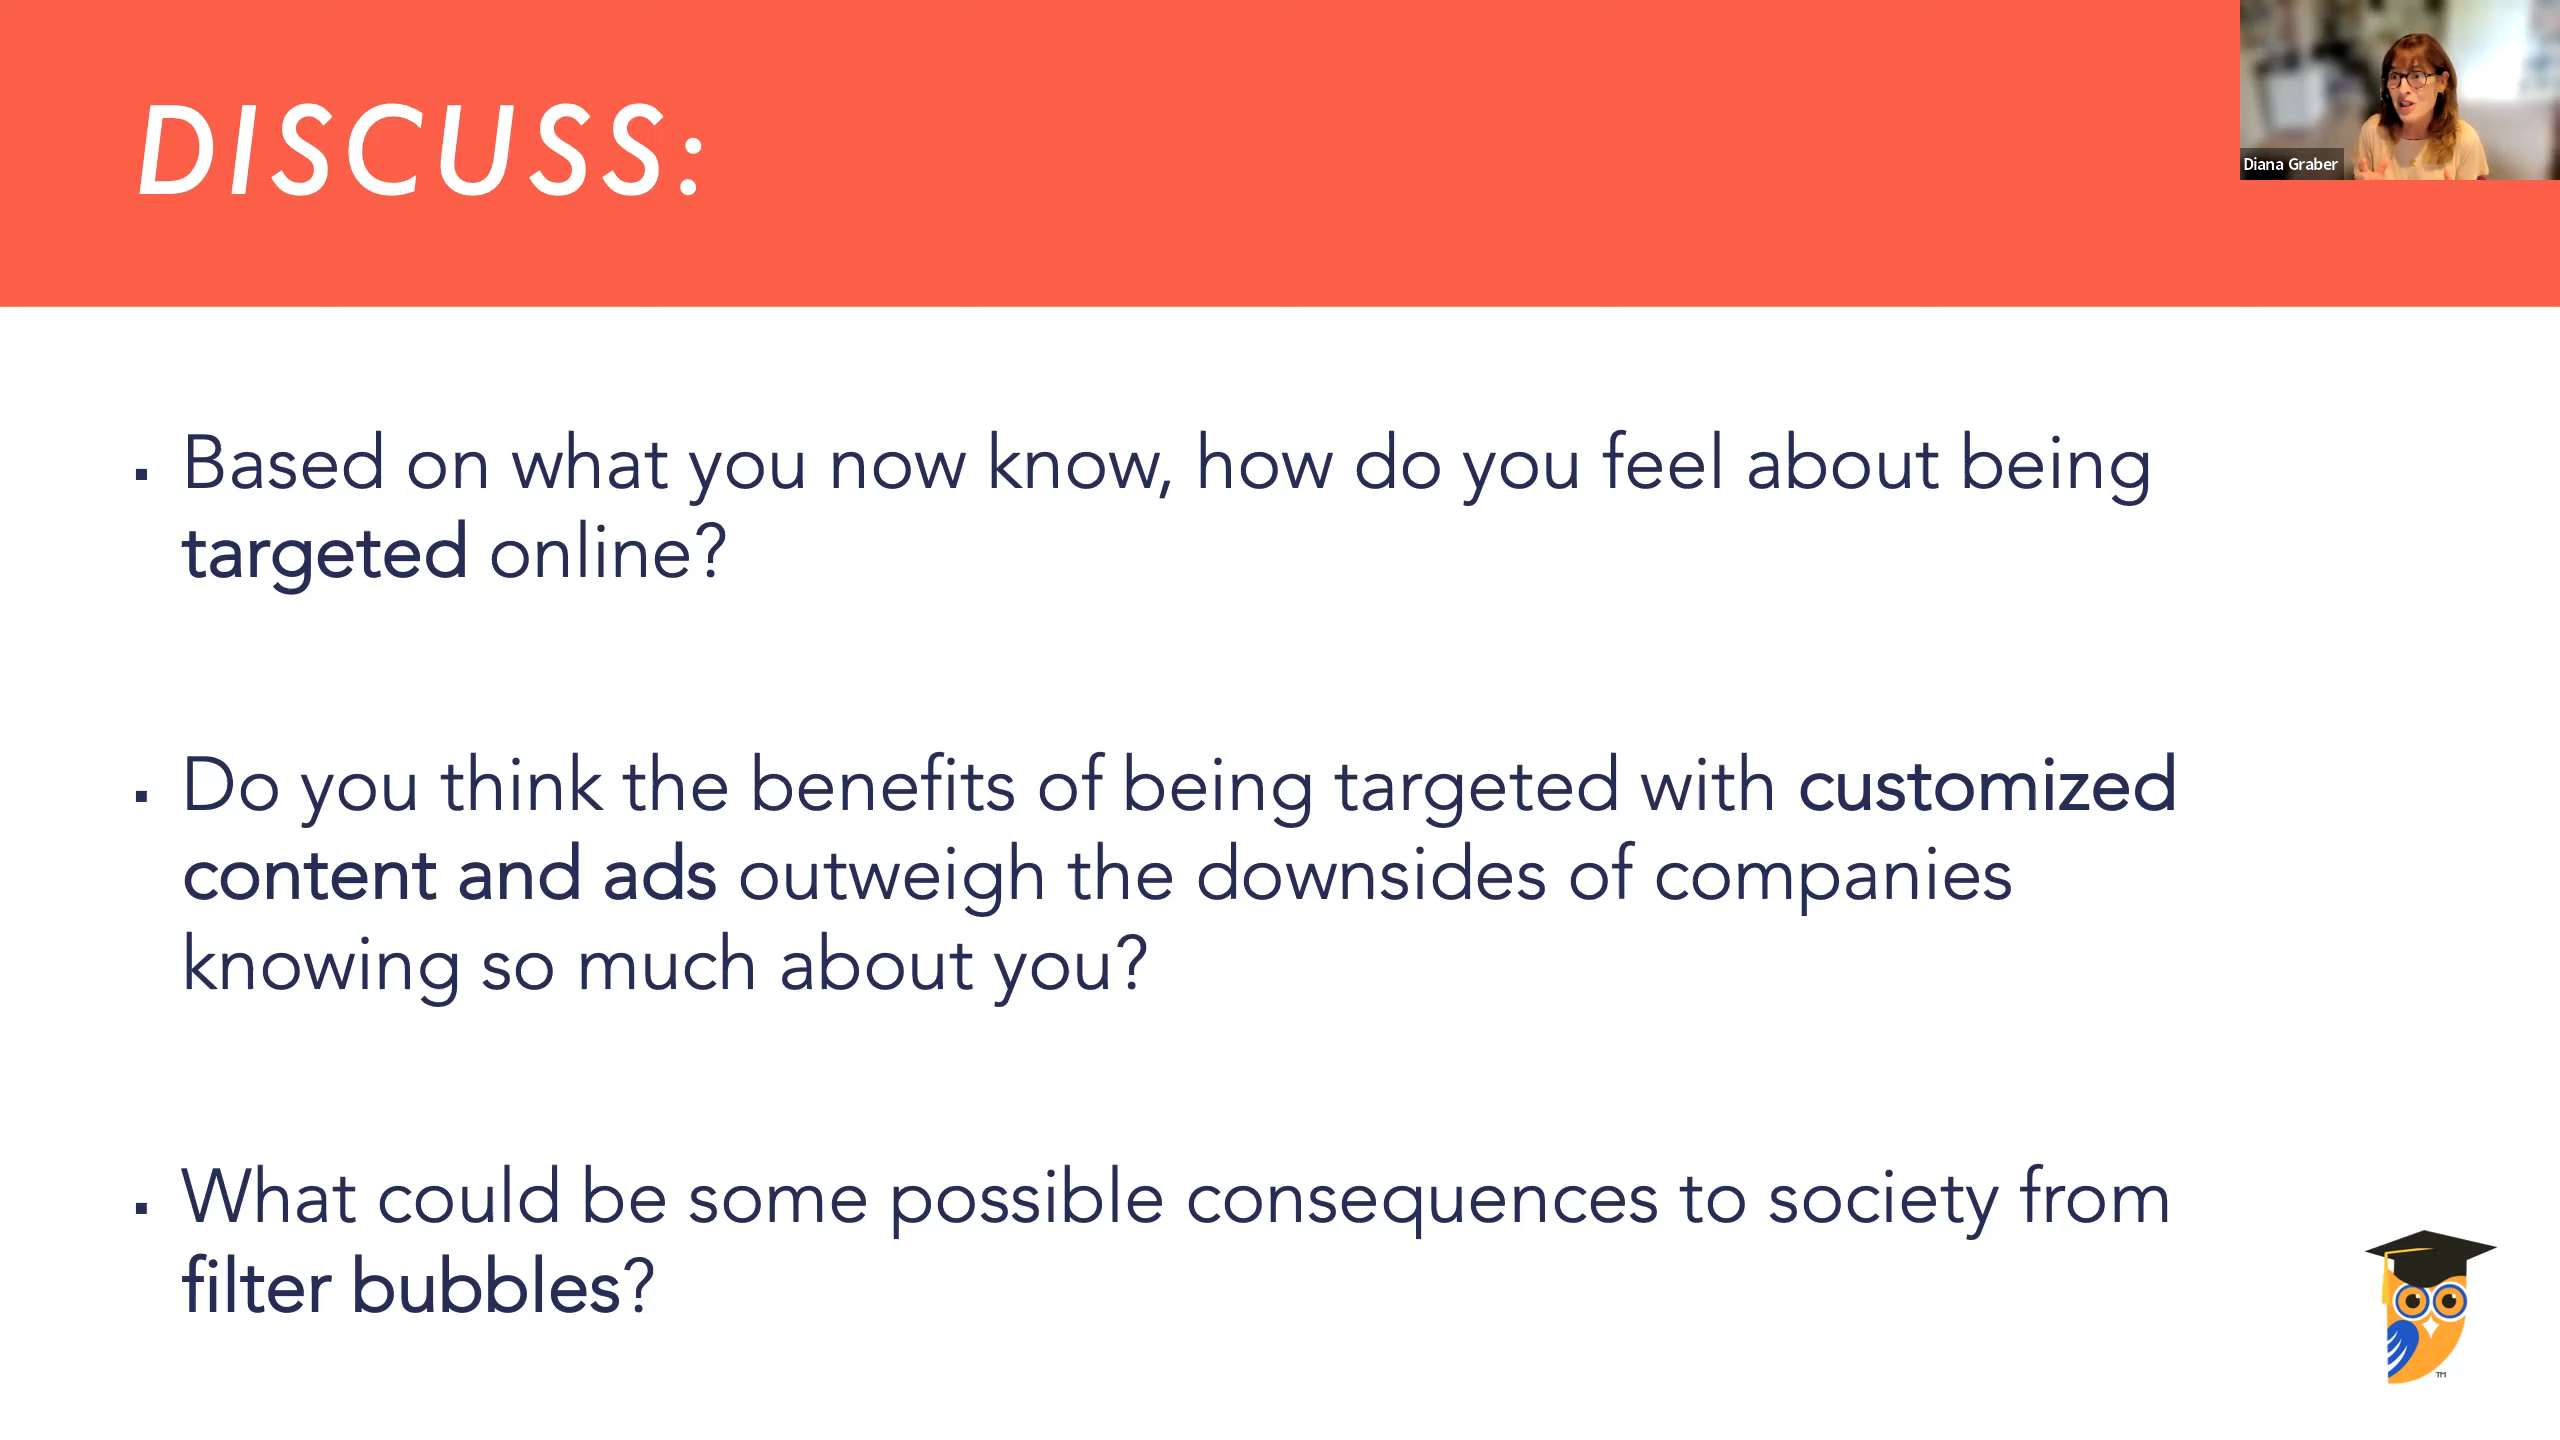 DISCUSS:
Diana Graber
▪ Based on what you now know, how do you feel about being
targeted online?
▪ Do you think the benefits of being targeted with customized
content and ads outweigh the downsides of companies
knowing so much about you?
▪ What could be some possible consequences to society from
filter bubbles?
TM